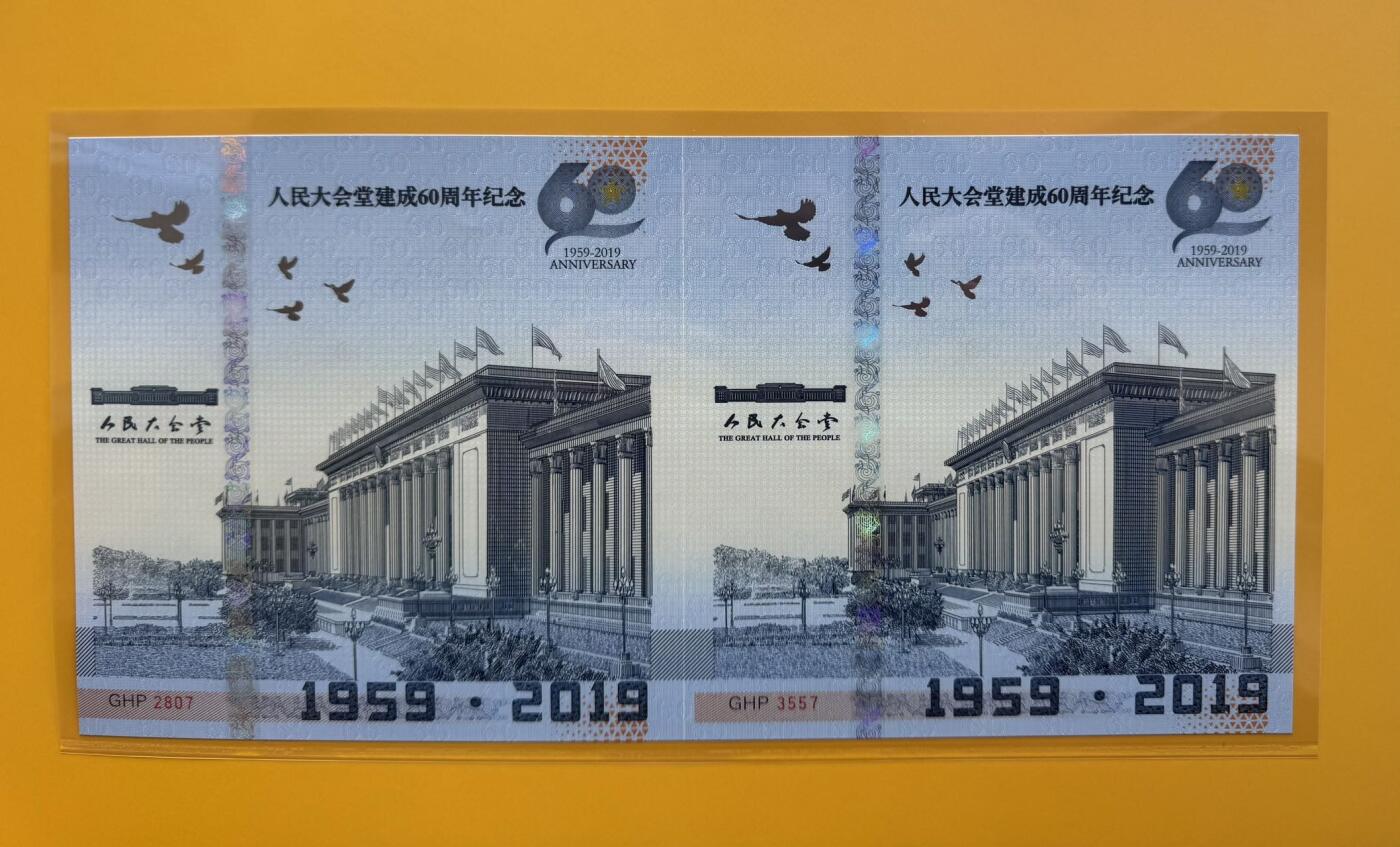 人民大会堂建成60周年纪念
60
1959-2019
ANNIVERSARY
人民大会堂
THE GREAT HALL OF THE PEOPLE
GHP 2807
1959 · 2019
人民大会堂建成60周年纪念
60
1959-2019
ANNIVERSARY
人民大会堂
THE GREAT HALL OF THE PEOPLE
GHP 3557
1959 · 2019